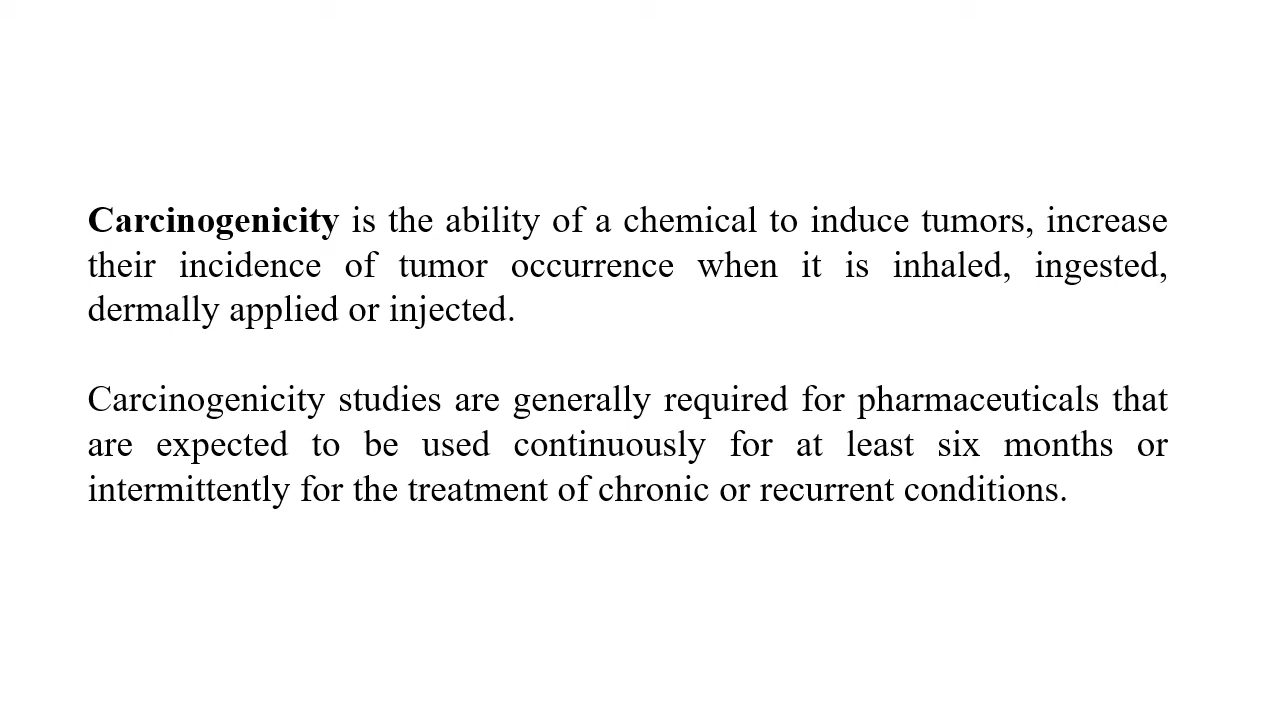 Carcinogenicity is the ability of a chemical to induce tumors, increase
their incidence of tumor occurrence when it is inhaled, ingested,
dermally applied or injected.
Carcinogenicity studies are generally required for pharmaceuticals that
are expected to be used continuously for at least six months or
intermittently for the treatment of chronic or recurrent conditions.